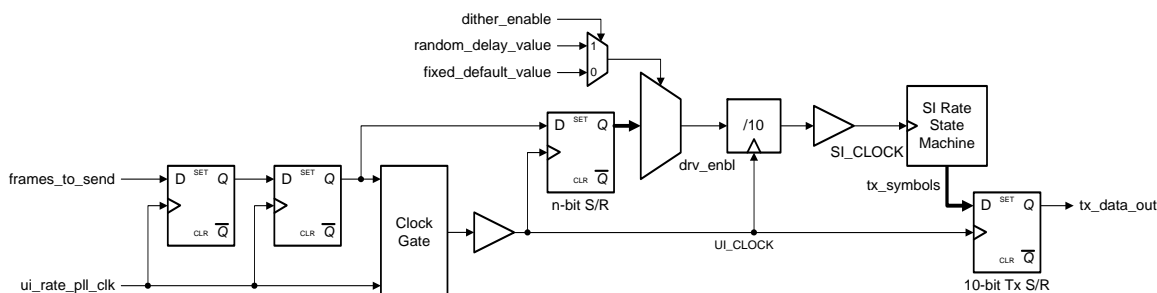 dither_enable
random_delay_value
1
fixed_default_value
0
frames_to_send
ui_rate_pll_clk
D SET Q
CLR Q
D SET Q
CLR Q
Clock
Gate
D SET Q
CLR Q
n-bit S/R
drv_enbl
/10
UI_CLOCK
SI_CLOCK
SI Rate
State
Machine
tx_symbols
D SET Q
CLR Q
10-bit Tx S/R
tx_data_out